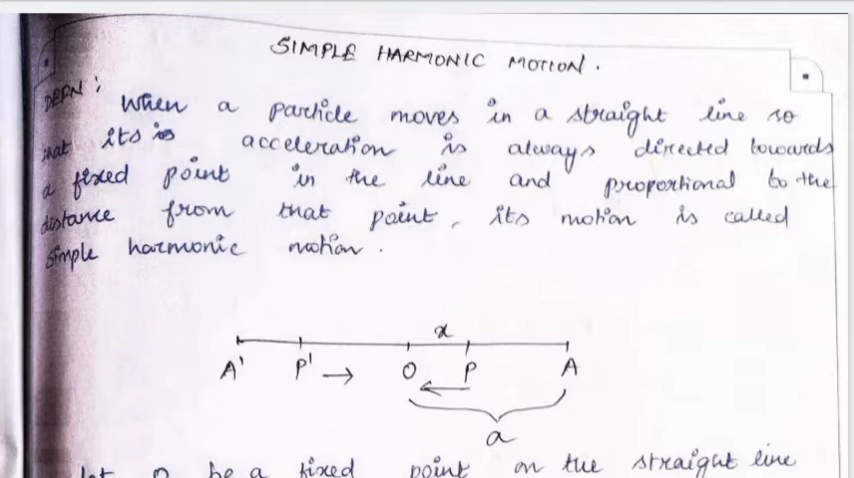 SIMPLE HARMONIC MOTION.
DEFN: When a particle moves in a straight line so
that its acceleration is always directed towards
a fixed point in the line and proportional to the
distance from that point, its motion is called
simple harmonic motion.
x
A' P' → O P A
a
let O be a fixed point on the straight line